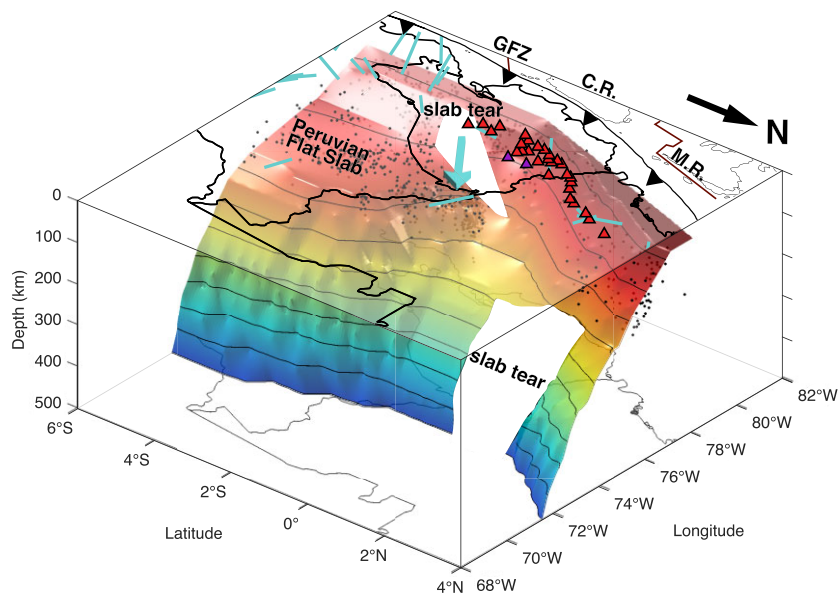 GFZ
C.R.
N
slab tear
Peruvian
Flat Slab
M.R.
0
100
200
300
400
500
Depth (km)
slab tear
6°S
4°S
2°S
0°
2°N
4°N
Latitude
68°W
70°W
72°W
74°W
76°W
78°W
80°W
82°W
Longitude